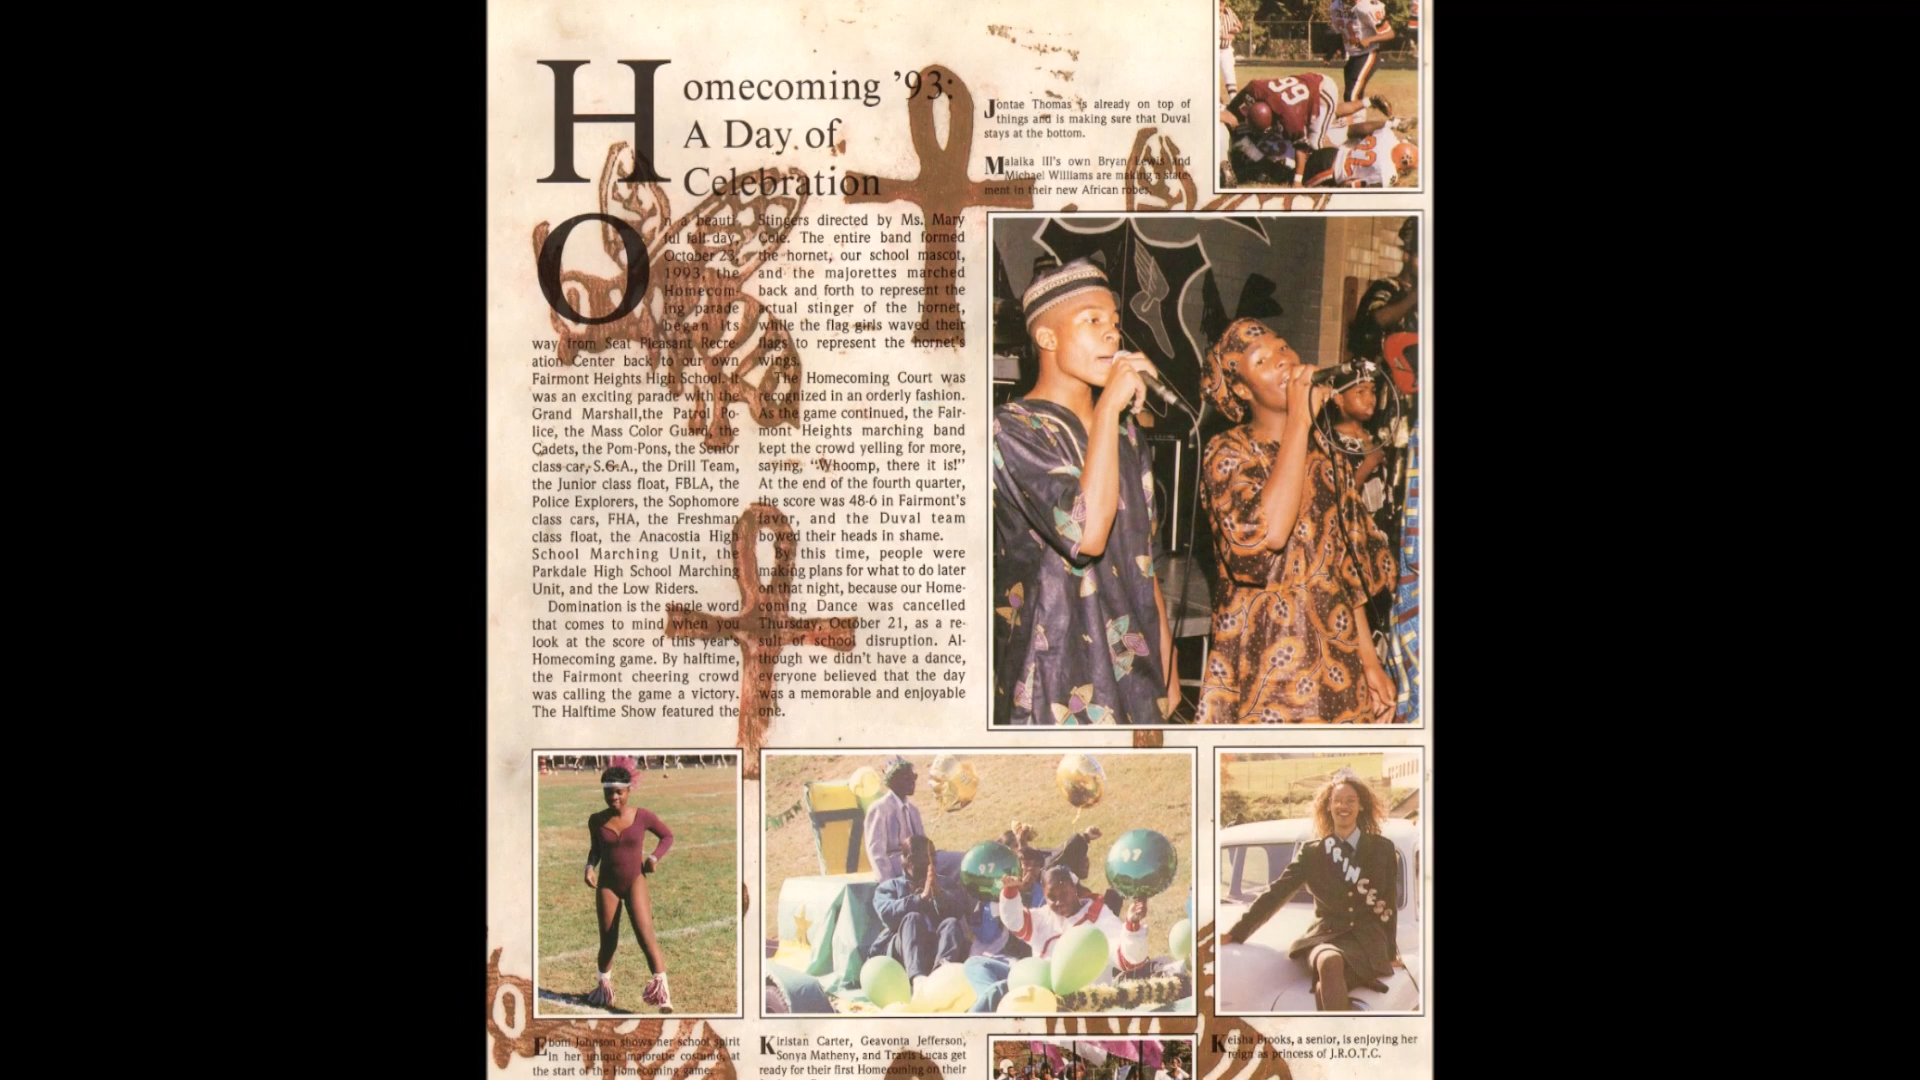 Homecoming '93:
A Day of
Celebration
On a beauti-
ful fall day,
October 23,
1993, the
Homecom-
ing parade
began its
way from Seat Pleasant Recre-
ation Center back to our own
Fairmont Heights High School. It
was an exciting parade with the
Grand Marshall,the Patrol Po-
lice, the Mass Color Guard, the
Cadets, the Pom-Pons, the Senior
class car, S.G.A., the Drill Team,
the Junior class float, FBLA, the
Police Explorers, the Sophomore
class cars, FHA, the Freshman
class float, the Anacostia High
School Marching Unit, the
Parkdale High School Marching
Unit, and the Low Riders.
Domination is the single word
that comes to mind when you
look at the score of this year's
Homecoming game. By halftime,
the Fairmont cheering crowd
was calling the game a victory.
The Halftime Show featured the
Stingers directed by Ms. Mary
Cole. The entire band formed
the hornet, our school mascot,
and the majorettes marched
back and forth to represent the
actual stinger of the hornet,
while the flag girls waved their
flags to represent the hornet's
wings.
The Homecoming Court was
recognized in an orderly fashion.
As the game continued, the Fair-
mont Heights marching band
kept the crowd yelling for more,
saying, "Whoomp, there it is!"
At the end of the fourth quarter,
the score was 48-6 in Fairmont's
favor, and the Duval team
bowed their heads in shame.
By this time, people were
making plans for what to do later
on that night, because our Home-
coming Dance was cancelled
Thursday, October 21, as a re-
sult of school disruption. Al-
though we didn't have a dance,
everyone believed that the day
was a memorable and enjoyable
one.
Jontae Thomas is already on top of
things and is making sure that Duval
stays at the bottom.
Malaika III's own Bryan Lewis and
Michael Williams are making a state-
ment in their new African robes.
99
22
97
97
PRINCESS
Eboni Johnson shows her school spirit
in her unique majorette costume at
the start of the Homecoming game.
Kiristan Carter, Geavonta Jefferson,
Sonya Matheny, and Travis Lucas get
ready for their first Homecoming on their
Keisha Brooks, a senior, is enjoying her
reign as princess of J.R.O.T.C.